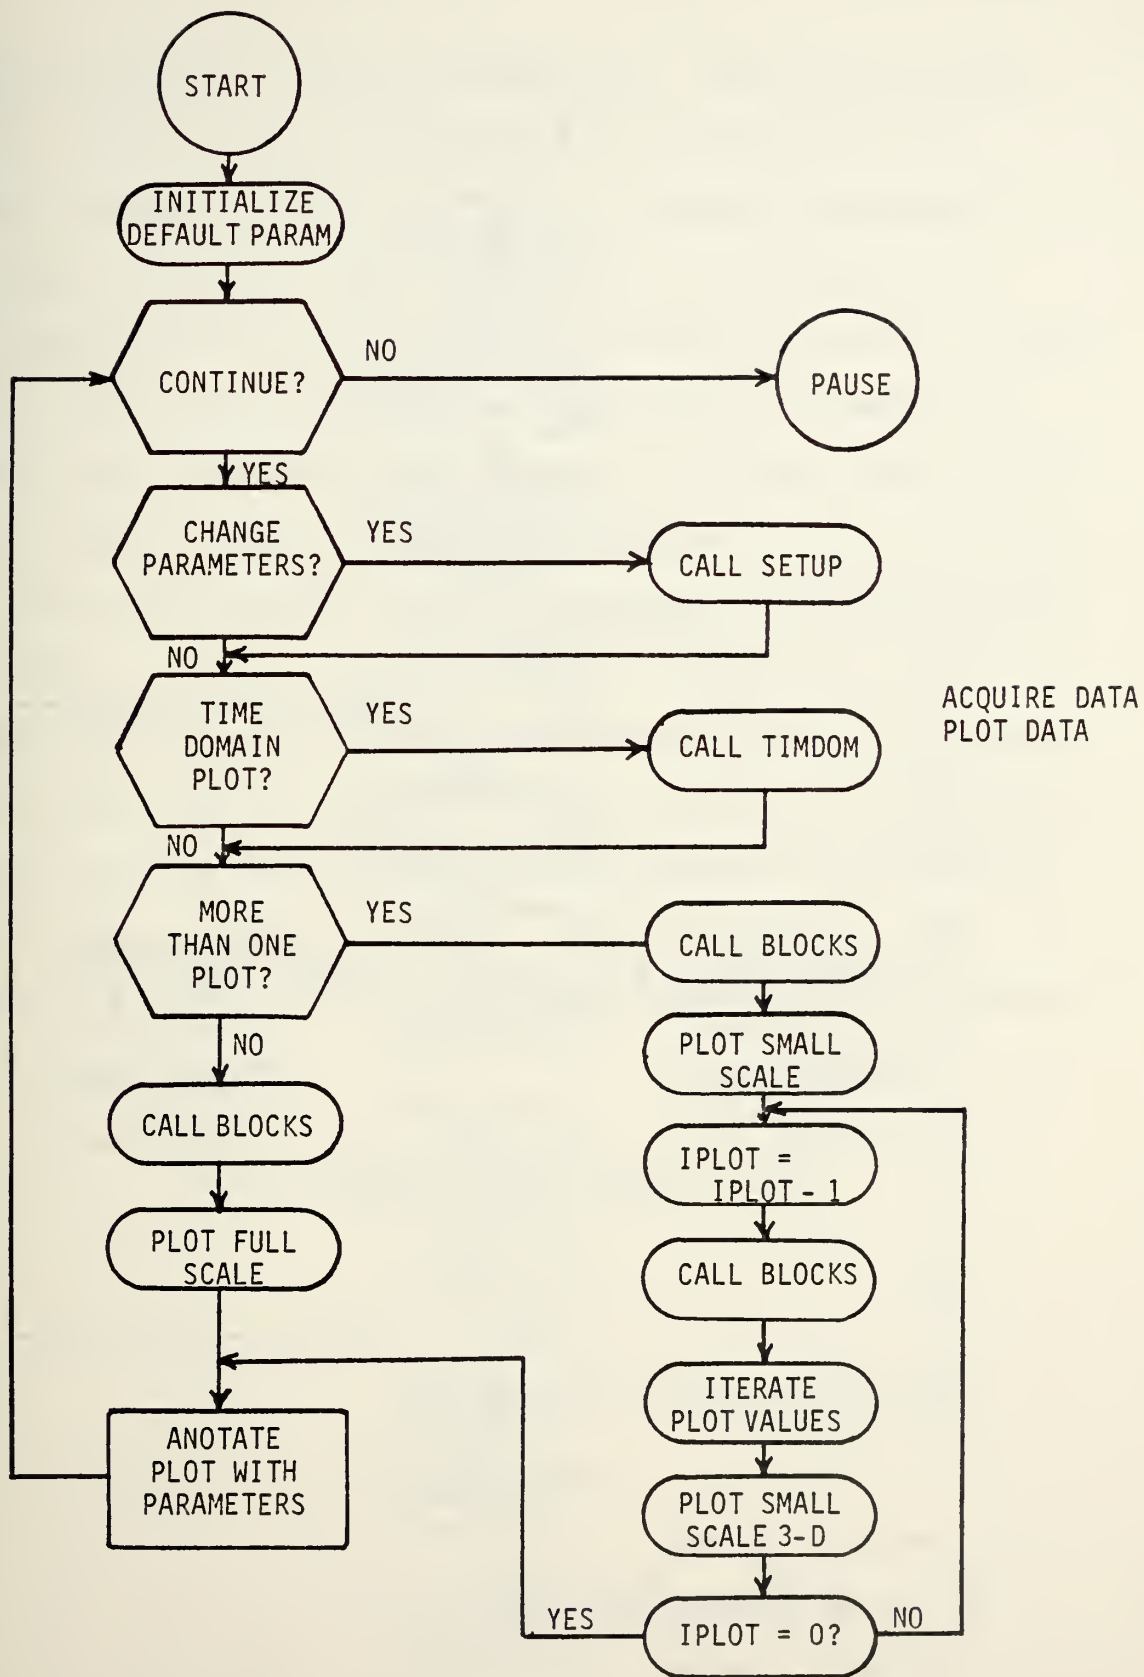 START
INITIALIZE
DEFAULT PARAM
CONTINUE?
NO
PAUSE
YES
CHANGE
PARAMETERS?
YES
CALL SETUP
NO
TIME
DOMAIN
PLOT?
YES
CALL TIMDOM
ACQUIRE DATA
PLOT DATA
NO
MORE
THAN ONE
PLOT?
YES
CALL BLOCKS
PLOT SMALL
SCALE
IPLOT =
IPLOT - 1
CALL BLOCKS
ITERATE
PLOT VALUES
PLOT SMALL
SCALE 3-D
IPLOT = 0?
NO
YES
NO
CALL BLOCKS
PLOT FULL
SCALE
ANOTATE
PLOT WITH
PARAMETERS